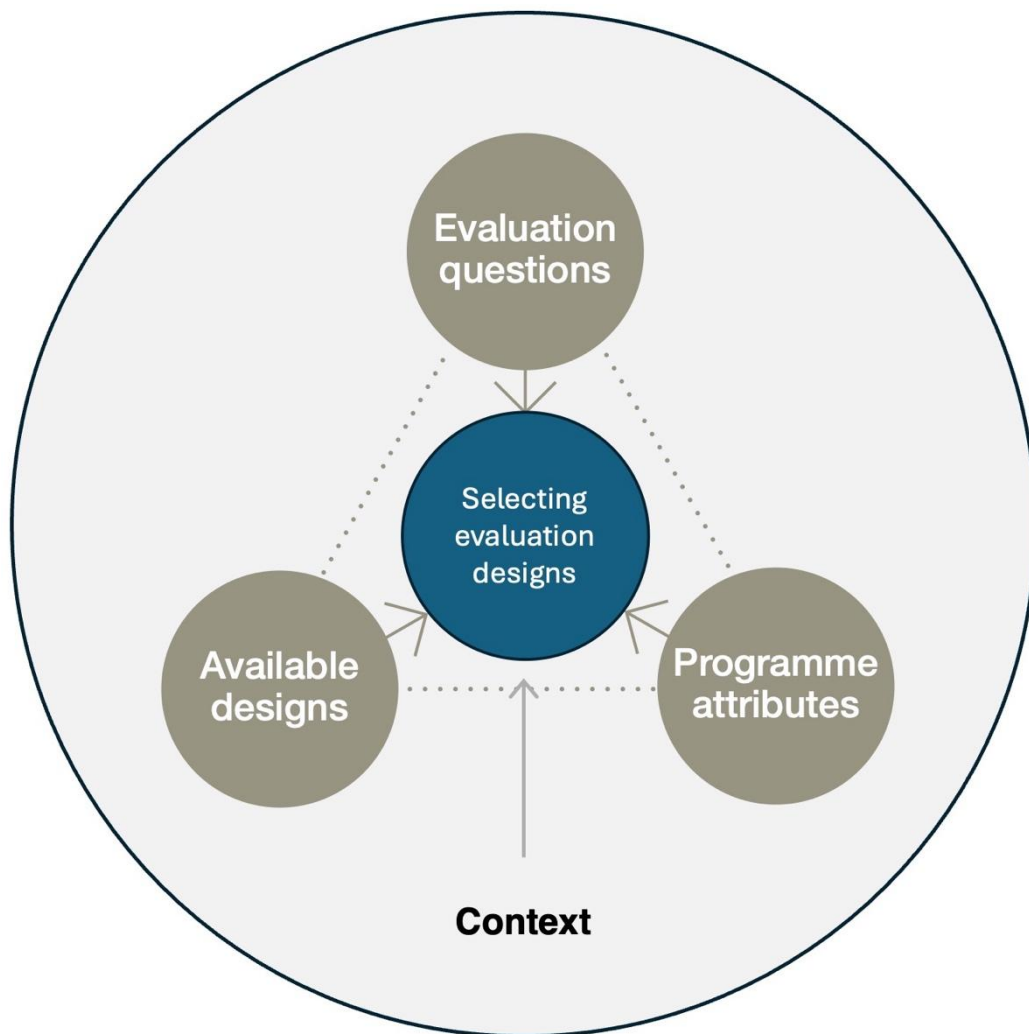 Evaluation
questions
Selecting
evaluation
designs
Available
designs
Programme
attributes
Context